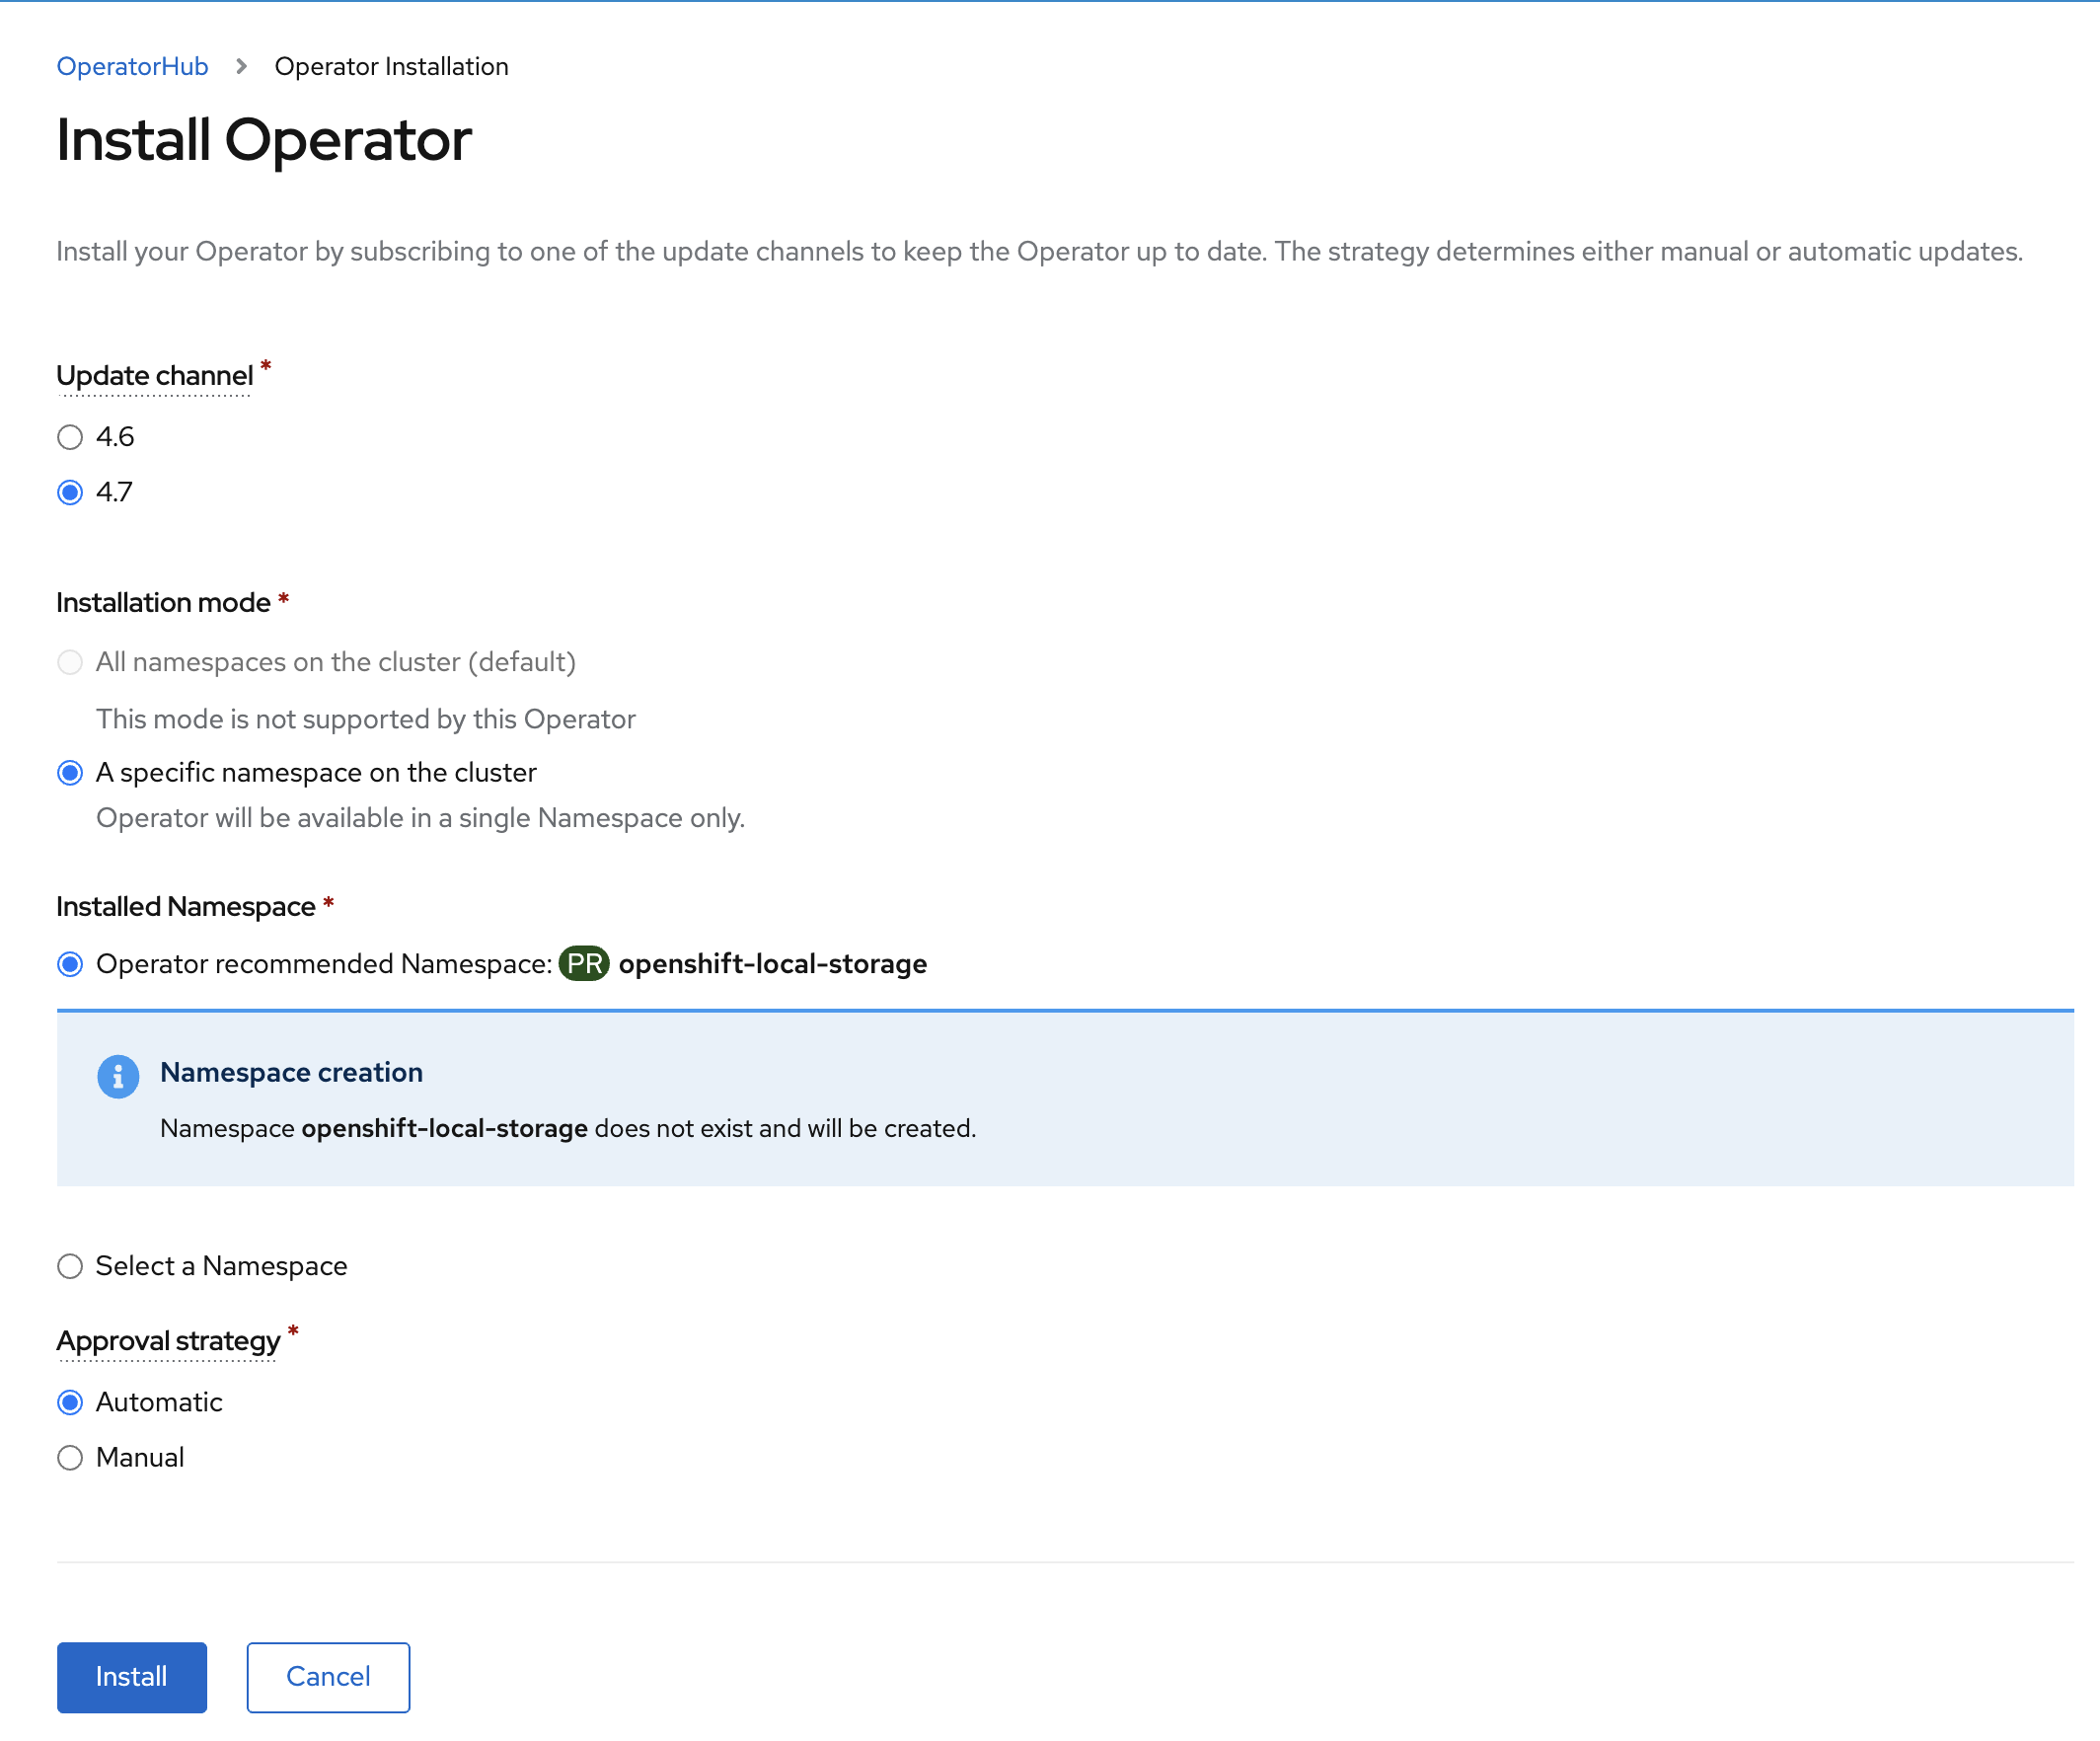 OperatorHub > Operator Installation
Install Operator
Install your Operator by subscribing to one of the update channels to keep the Operator up to date. The strategy determines either manual or automatic updates.
Update channel *
4.6
4.7
Installation mode *
All namespaces on the cluster (default)
This mode is not supported by this Operator
A specific namespace on the cluster
Operator will be available in a single Namespace only.
Installed Namespace *
Operator recommended Namespace: PR openshift-local-storage
Namespace creation
Namespace openshift-local-storage does not exist and will be created.
Select a Namespace
Approval strategy *
Automatic
Manual
Install Cancel